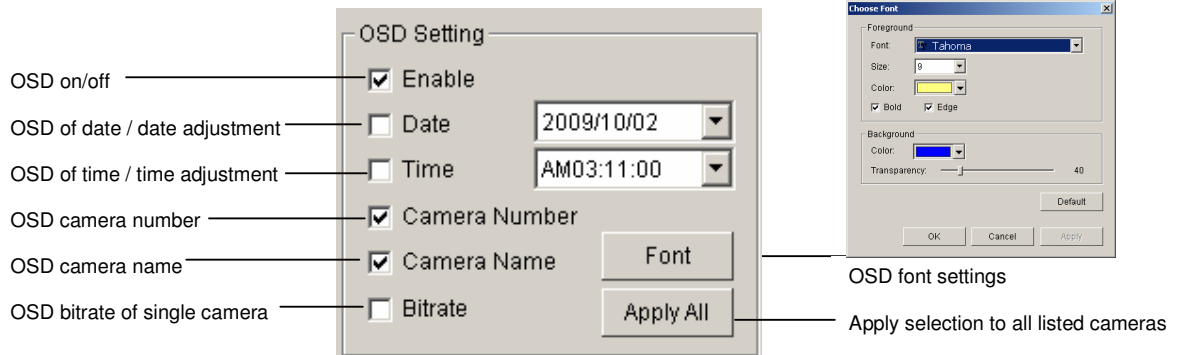 OSD on/off
OSD of date / date adjustment
OSD of time / time adjustment
OSD camera number
OSD camera name
OSD bitrate of single camera
OSD Setting
Enable
Date 2009/10/02
Time AM03:11:00
Camera Number
Camera Name Font
Bitrate Apply All
Choose Font
Foreground
Font: Tahoma
Size: 9
Color:
Bold Edge
Background
Color:
Transparency: 40
Default
OK Cancel Apply
OSD font settings
Apply selection to all listed cameras